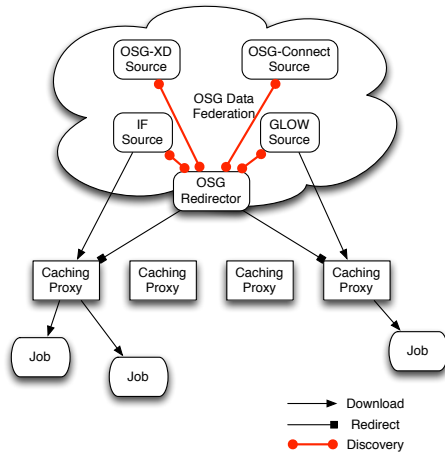 OSG-XD
Source
OSG-Connect
Source
OSG Data
Federation
IF
Source
GLOW
Source
OSG
Redirector
Caching
Proxy
Caching
Proxy
Caching
Proxy
Caching
Proxy
Job
Job
Job
Download
Redirect
Discovery